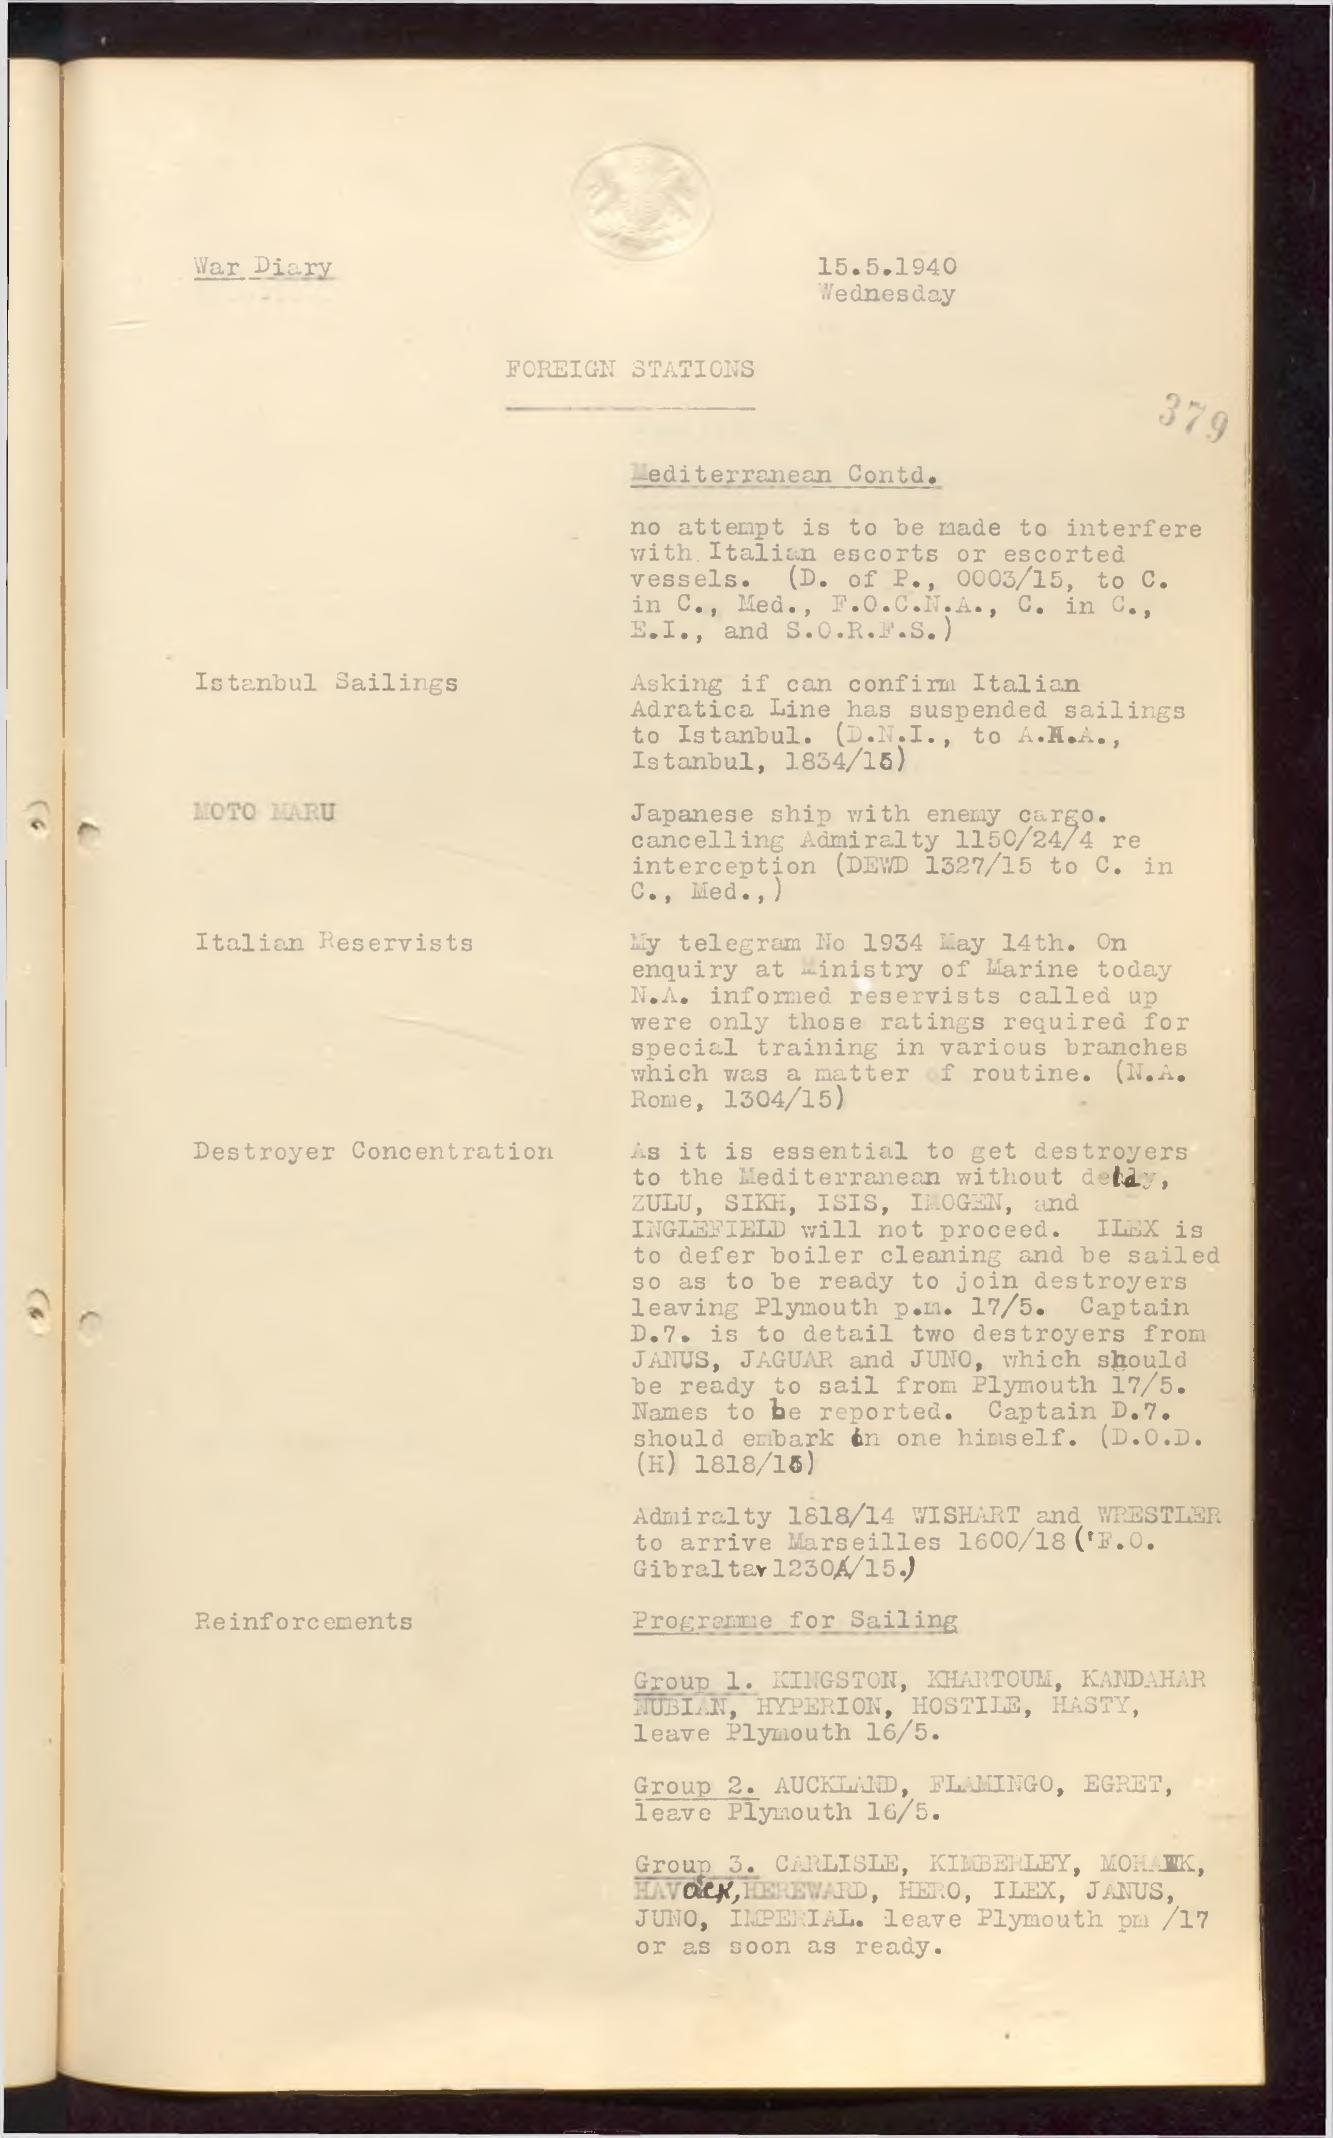 War Diary
15.5.1940
Wednesday
FOREIGN STATIONS
379
Mediterranean Contd.
no attempt is to be made to interfere
with Italian escorts or escorted
vessels. (D. of P., 0003/15, to C.
in C., Med., F.O.C.N.A., C. in C.,
E.I., and S.O.R.F.S.)
Istanbul Sailings
Asking if can confirm Italian
Adratica Line has suspended sailings
to Istanbul. (D.N.I., to A.N.A.,
Istanbul, 1834/15)
MOTO MARU
Japanese ship with enemy cargo.
cancelling Admiralty 1150/24/4 re
interception (DEWD 1327/15 to C. in
C., Med.,)
Italian Reservists
My telegram No 1934 May 14th. On
enquiry at Ministry of Marine today
N.A. informed reservists called up
were only those ratings required for
special training in various branches
which was a matter of routine. (N.A.
Rome, 1304/15)
Destroyer Concentration
As it is essential to get destroyers
to the Mediterranean without delay,
ZULU, SIKH, ISIS, IMOGEN, and
INGLEFIELD will not proceed. ILEX is
to defer boiler cleaning and be sailed
so as to be ready to join destroyers
leaving Plymouth p.m. 17/5. Captain
D.7. is to detail two destroyers from
JANUS, JAGUAR and JUNO, which should
be ready to sail from Plymouth 17/5.
Names to be reported. Captain D.7.
should embark in one himself. (D.O.D.
(H) 1818/15)
Admiralty 1818/14 WISHART and WRESTLER
to arrive Marseilles 1600/18 ('F.O.
Gibraltar 1230A/15.)
Reinforcements
Programme for Sailing
Group 1. KINGSTON, KHARTOUM, KANDAHAR
NUBIAN, HYPERION, HOSTILE, HASTY,
leave Plymouth 16/5.
Group 2. AUCKLAND, FLAMINGO, EGRET,
leave Plymouth 16/5.
Group 3. CARLISLE, KIMBERLEY, MOHAWK,
HAVOCK, HEREWARD, HERO, ILEX, JANUS,
JUNO, IMPERIAL. leave Plymouth pm /17
or as soon as ready.